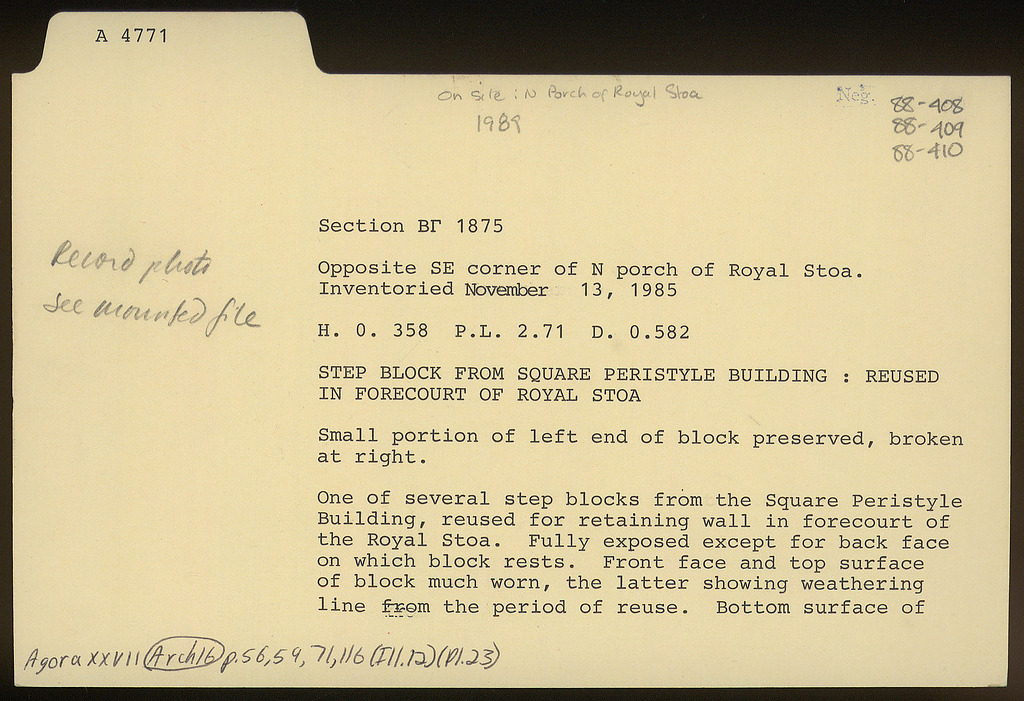 A 4771
On Site : N Porch of Royal Stoa
1989
Neg.
88-408
88-409
88-410
Section ΒΓ 1875
Record photo
see mounted file
Opposite SE corner of N porch of Royal Stoa.
Inventoried November 13, 1985
H. 0. 358 P.L. 2.71 D. 0.582
STEP BLOCK FROM SQUARE PERISTYLE BUILDING : REUSED
IN FORECOURT OF ROYAL STOA
Small portion of left end of block preserved, broken
at right.
One of several step blocks from the Square Peristyle
Building, reused for retaining wall in forecourt of
the Royal Stoa. Fully exposed except for back face
on which block rests. Front face and top surface
of block much worn, the latter showing weathering
line from the period of reuse. Bottom surface of
Agora XXVII Arch16 p.56,59,71,116 (Ill.12)(Pl.23)